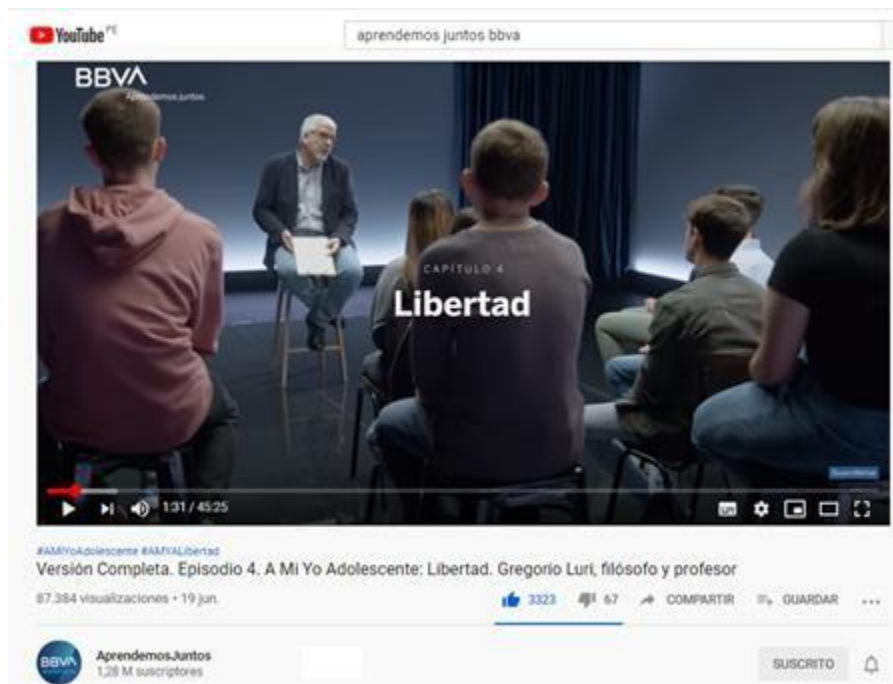 YouTube PE
aprendemos juntos bbva
BBVA
Aprendemos juntos
CAPÍTULO 4
Libertad
1:31 / 45:25
#AMiYoAdolescente #AMYALibertad
Versión Completa. Episodio 4. A Mi Yo Adolescente: Libertad. Gregorio Luri, filósofo y profesor
87.384 visualizaciones • 19 jun.
3323 67 COMPARTIR GUARDAR ...
BBVA
AprendemosJuntos
1,28 M suscriptores
SUSCRITO